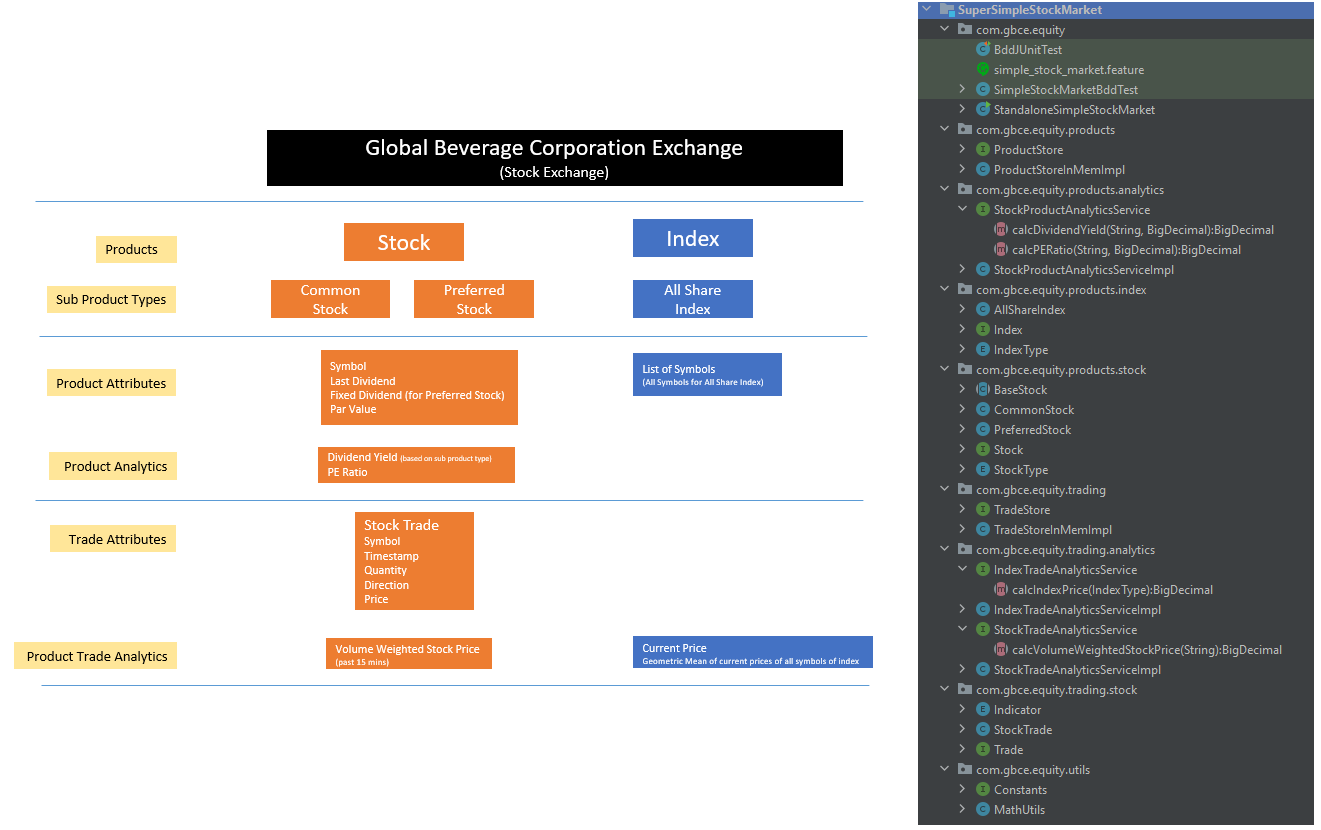 Global Beverage Corporation Exchange
(Stock Exchange)
Products
Stock
Index
Sub Product Types
Common
Stock
Preferred
Stock
All Share
Index
Product Attributes
Symbol
Last Dividend
Fixed Dividend (for Preferred Stock)
Par Value
List of Symbols
(All Symbols for All Share Index)
Product Analytics
Dividend Yield (based on sub product type)
PE Ratio
Trade Attributes
Stock Trade
Symbol
Timestamp
Quantity
Direction
Price
Product Trade Analytics
Volume Weighted Stock Price
(past 15 mins)
Current Price
Geometric Mean of current prices of all symbols of index
SuperSimpleStockMarket
com.gbce.equity
BddJUnitTest
simple_stock_market.feature
SimpleStockMarketBddTest
StandaloneSimpleStockMarket
com.gbce.equity.products
ProductStore
ProductStoreInMemImpl
com.gbce.equity.products.analytics
StockProductAnalyticsService
calcDividendYield(String, BigDecimal):BigDecimal
calcPERatio(String, BigDecimal):BigDecimal
StockProductAnalyticsServiceImpl
com.gbce.equity.products.index
AllShareIndex
Index
IndexType
com.gbce.equity.products.stock
BaseStock
CommonStock
PreferredStock
Stock
StockType
com.gbce.equity.trading
TradeStore
TradeStoreInMemImpl
com.gbce.equity.trading.analytics
IndexTradeAnalyticsService
calcIndexPrice(IndexType):BigDecimal
IndexTradeAnalyticsServiceImpl
StockTradeAnalyticsService
calcVolumeWeightedStockPrice(String):BigDecimal
StockTradeAnalyticsServiceImpl
com.gbce.equity.trading.stock
Indicator
StockTrade
Trade
com.gbce.equity.utils
Constants
MathUtils